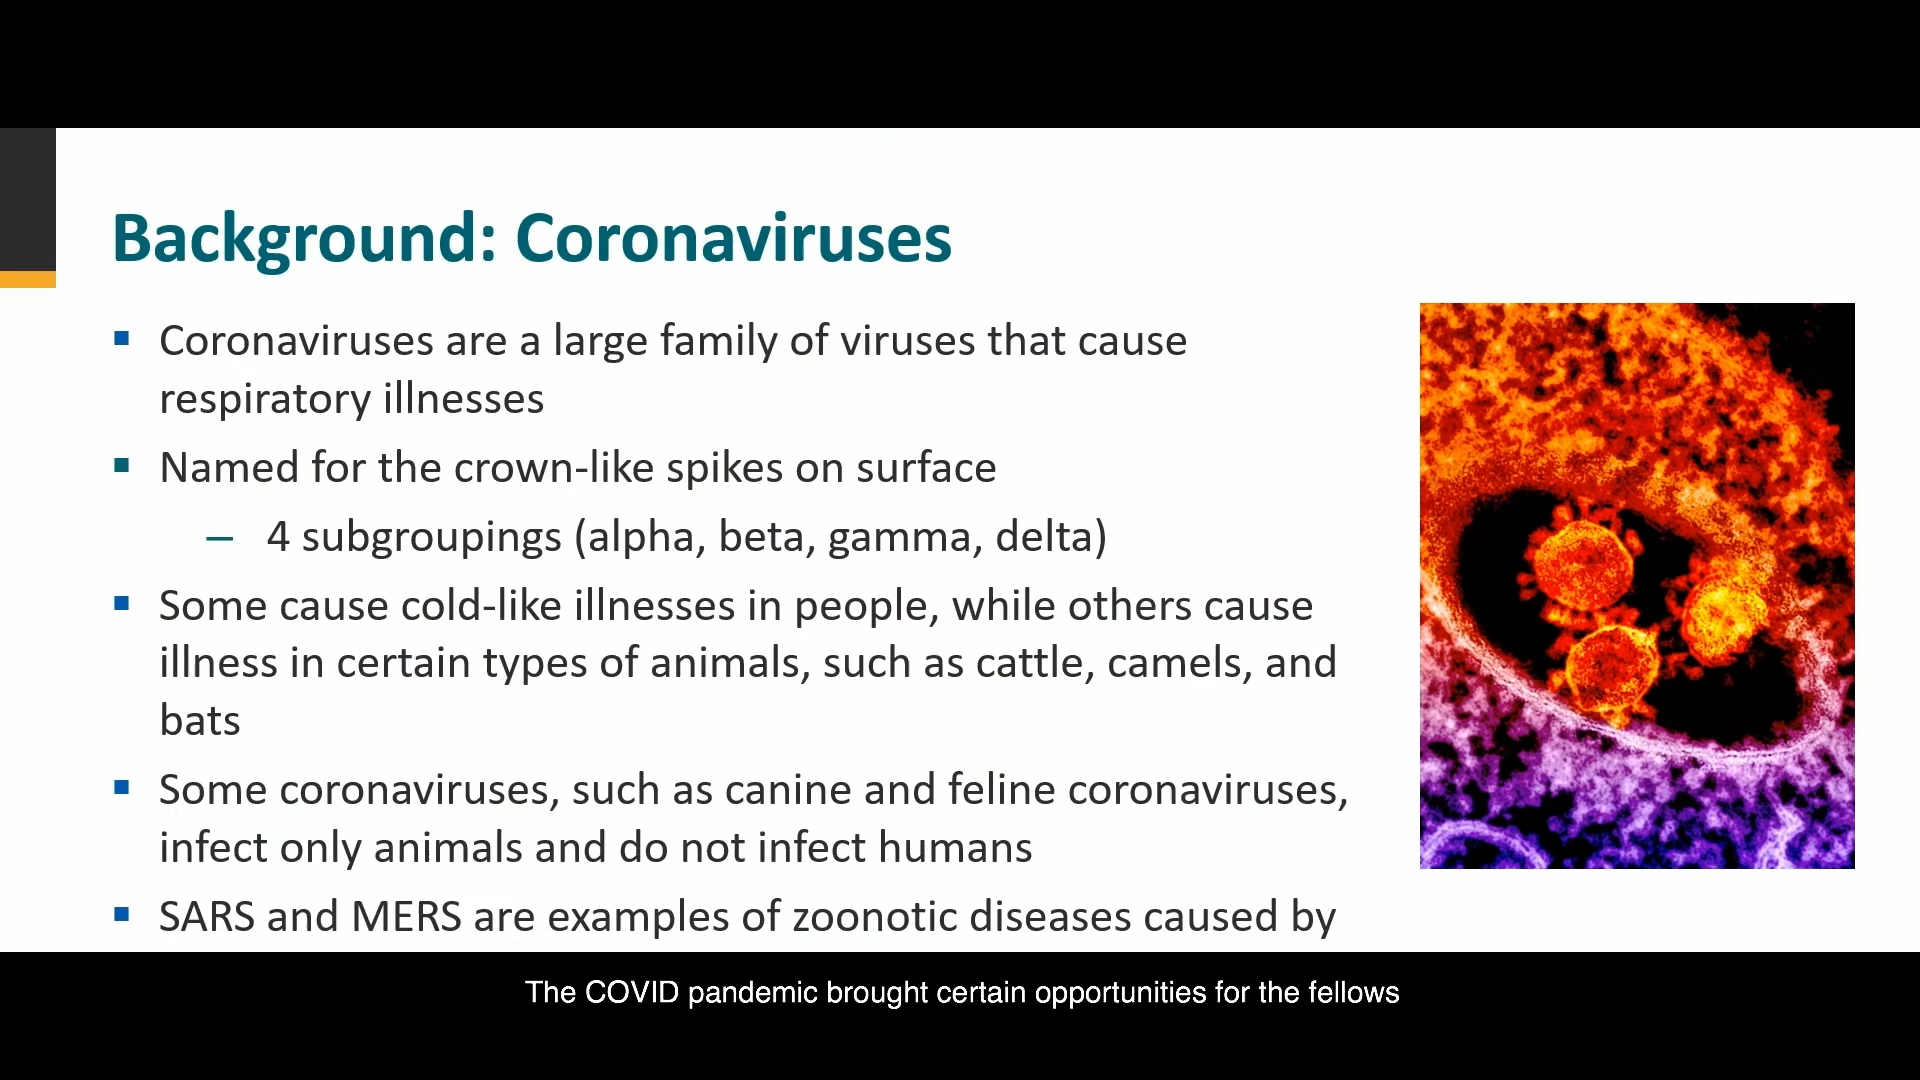 Background: Coronaviruses
▪ Coronaviruses are a large family of viruses that cause
respiratory illnesses
▪ Named for the crown-like spikes on surface
– 4 subgroupings (alpha, beta, gamma, delta)
▪ Some cause cold-like illnesses in people, while others cause
illness in certain types of animals, such as cattle, camels, and
bats
▪ Some coronaviruses, such as canine and feline coronaviruses,
infect only animals and do not infect humans
▪ SARS and MERS are examples of zoonotic diseases caused by
The COVID pandemic brought certain opportunities for the fellows